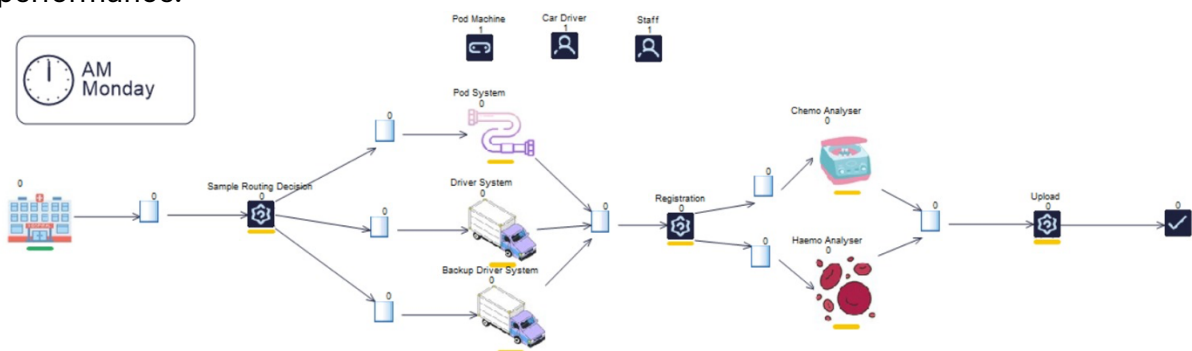 performance.
Pod Machine
1
Car Driver
1
Staff
1
AM
Monday
Pod System
0
0
Chemo Analyser
0
0
0
Sample Routing Decision
0
Driver System
0
0
0
Registration
0
0
0
Upload
0
0
Backup Driver System
0
0
0
Haemo Analyser
0